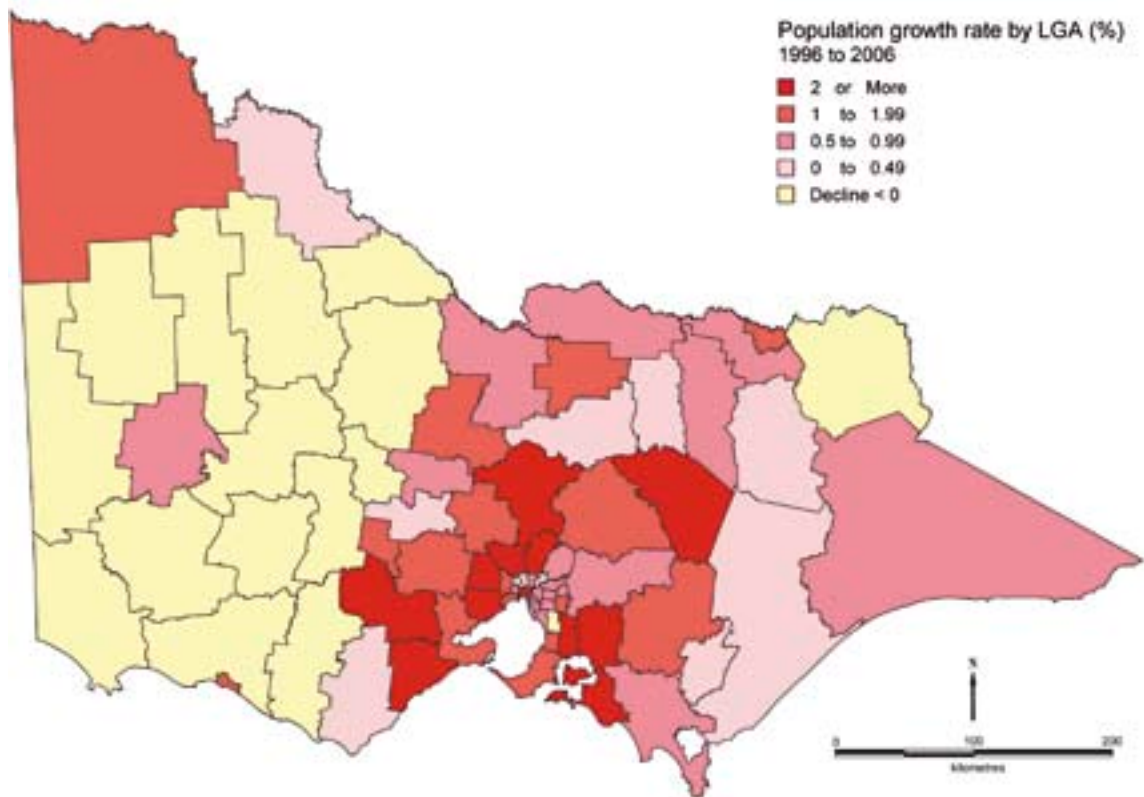 Population growth rate by LGA (%)
1996 to 2006
2 or More
1 to 1.99
0.5 to 0.99
0 to 0.49
Decline < 0
N
0 100 200
kilometres